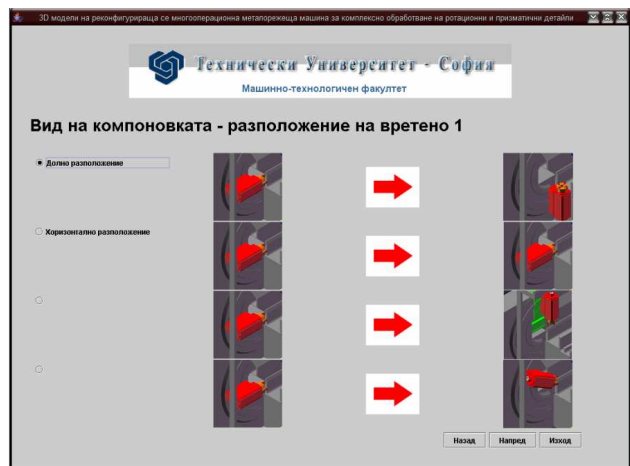 3D модели на реконфигурираща се многооперационна металорежеща машина за комплексно обработване на ротационни и призматични детайли
Технически Университет - София
Машинно-технологичен факултет
Вид на компоновката - разположение на вретено 1
Долно разположение
Хоризонтално разположение
Назад Напред Изход